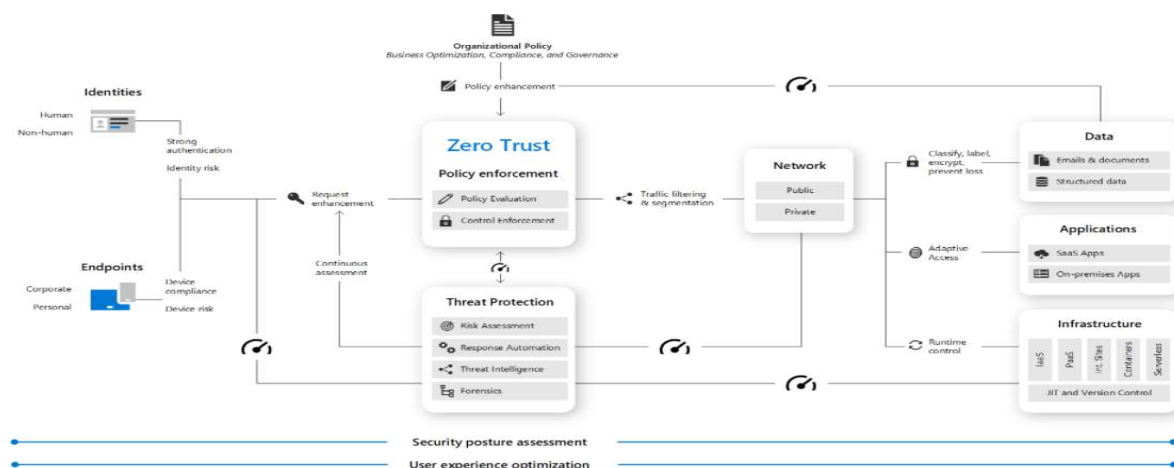 Organizational Policy
Business Optimization, Compliance, and Governance
Policy enhancement
Identities
Human
Non-human
Strong
authentication
Identity risk
Endpoints
Corporate
Personal
Device
compliance
Device risk
Request
enhancement
Continuous
assessment
Zero Trust
Policy enforcement
Policy Evaluation
Control Enforcement
Threat Protection
Risk Assessment
Response Automation
Threat Intelligence
Forensics
Traffic filtering
& segmentation
Network
Public
Private
Classify, label,
encrypt,
prevent loss
Adaptive
Access
Runtime
control
Data
Emails & documents
Structured data
Applications
SaaS Apps
On-premises Apps
Infrastructure
IaaS
PaaS
Int. Sites
Containers
Serverless
JIT and Version Control
Security posture assessment
User experience optimization